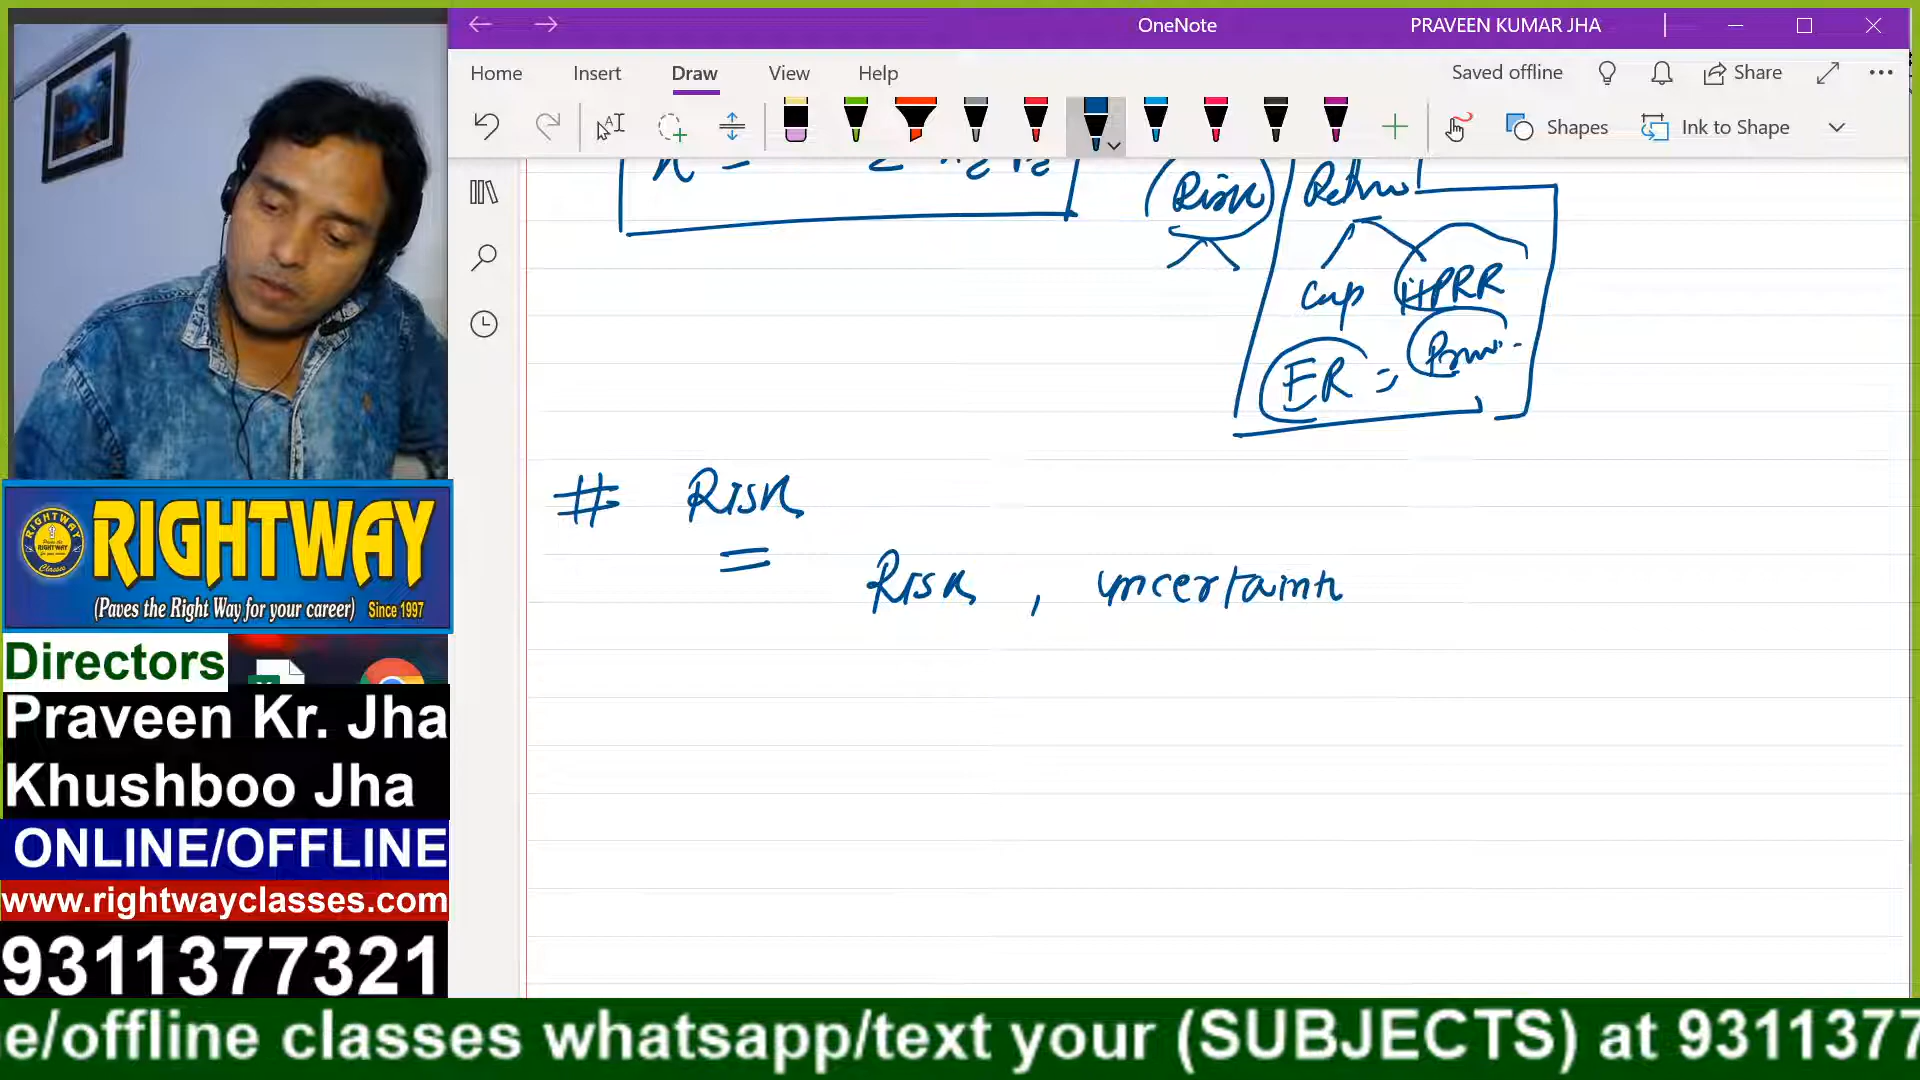 OneNote
PRAVEEN KUMAR JHA
Home Insert Draw View Help
Saved offline
Share
Shapes
Ink to Shape
(Risk)
HPRR
ER =
# RISK
RISK , uncertaint
RIGHTWAY
Classes
RIGHTWAY
(Paves the Right Way for your career) Since 1997
Directors
Praveen Kr. Jha
Khushboo Jha
ONLINE/OFFLINE
www.rightwayclasses.com
9311377321
e/offline classes whatsapp/text your (SUBJECTS) at 9311377